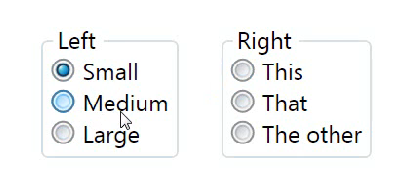 Left
Small
Medium
Large
Right
This
That
The other